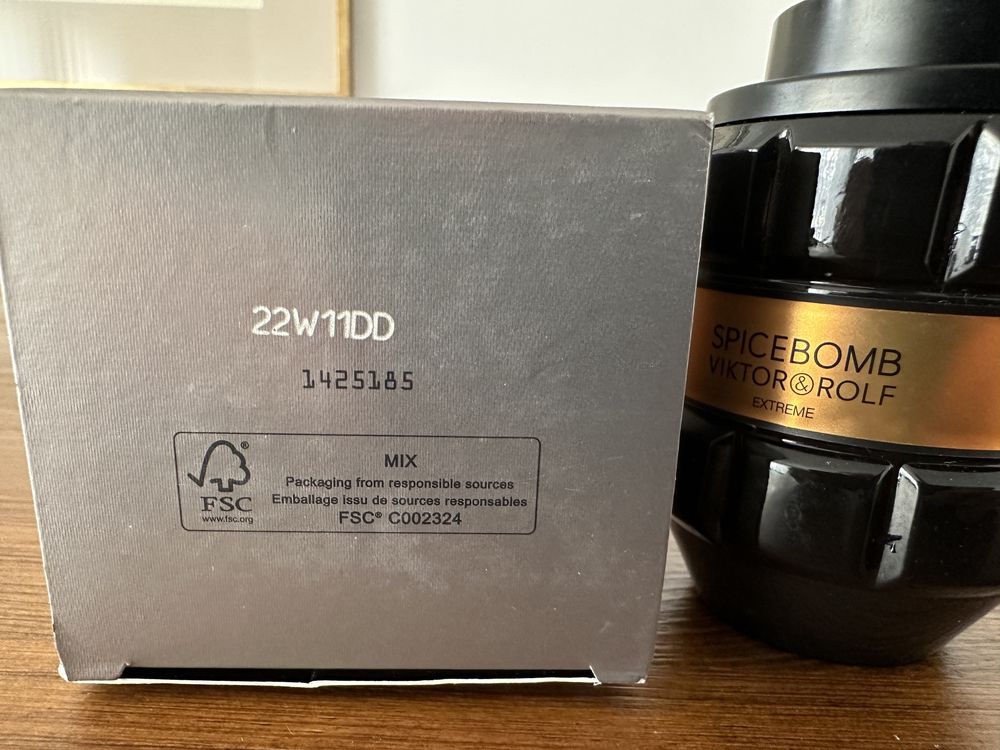 22W11DD
1425185
FSC®
www.fsc.org
MIX
Packaging from responsible sources
Emballage issu de sources responsables
FSC® C002324
SPICEBOMB
VIKTOR&ROLF
EXTREME